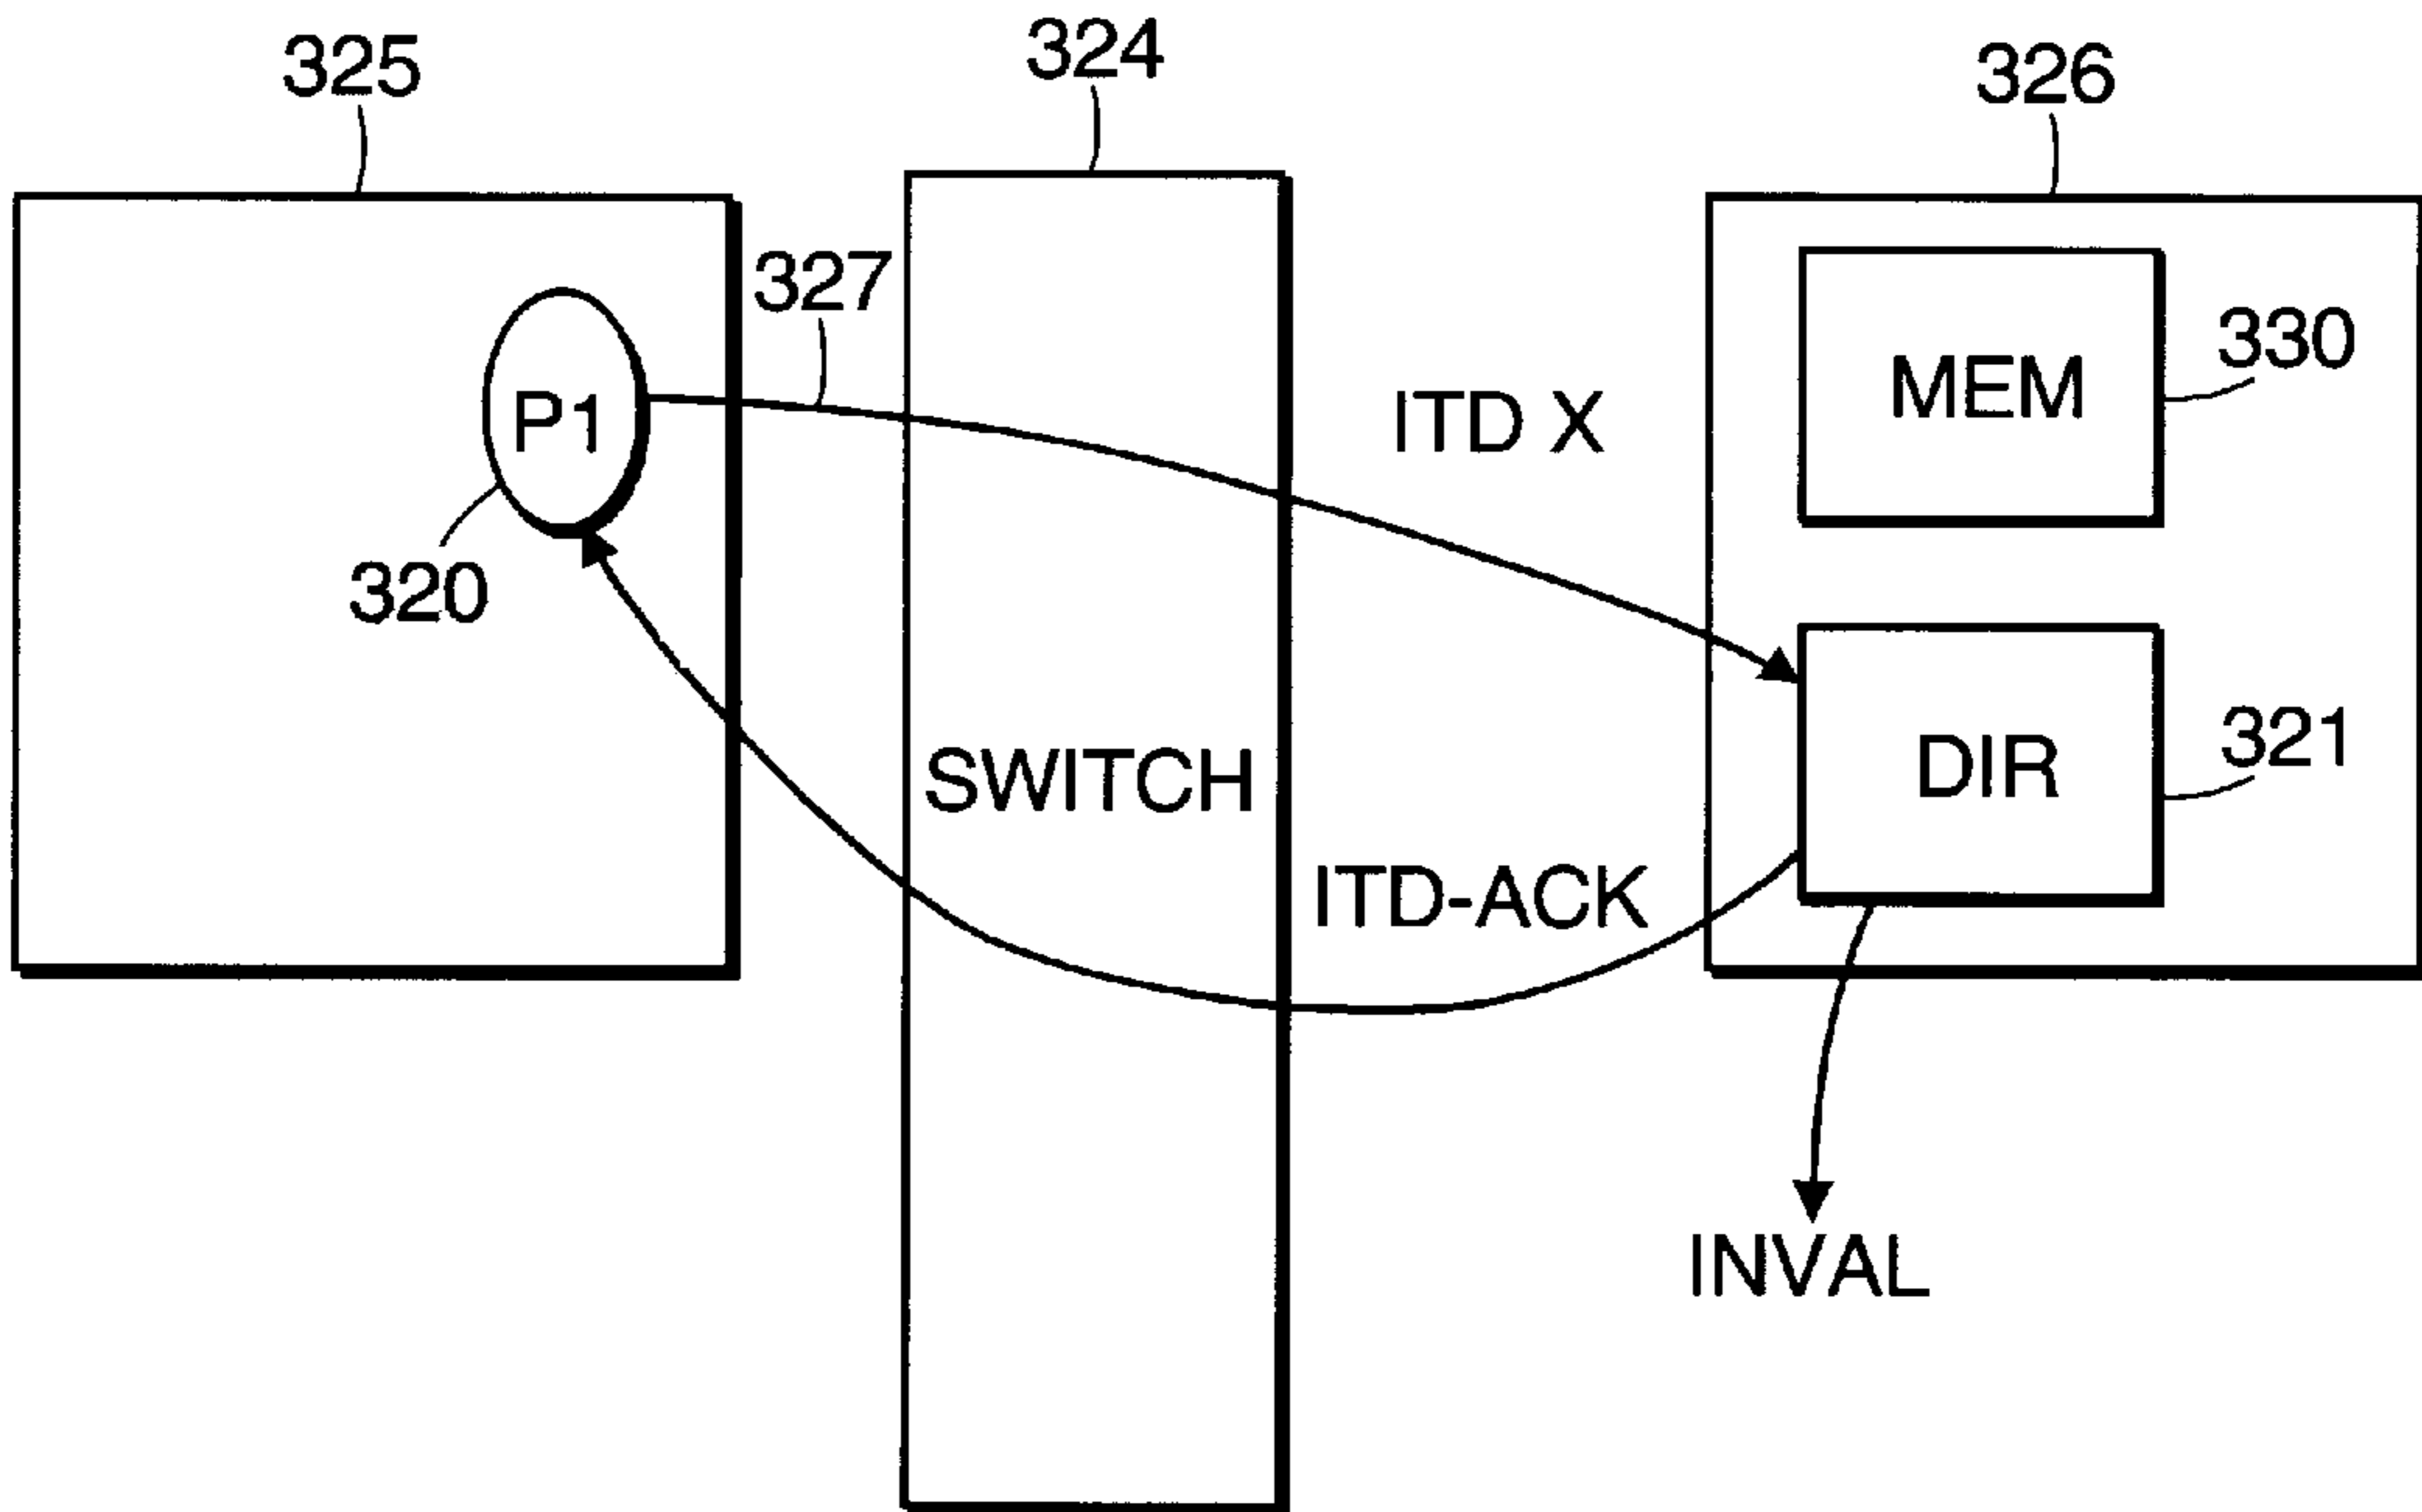 325
324
326
327
330
MEM
P1
ITD X
320
321
SWITCH
DIR
ITD-ACK
INVAL